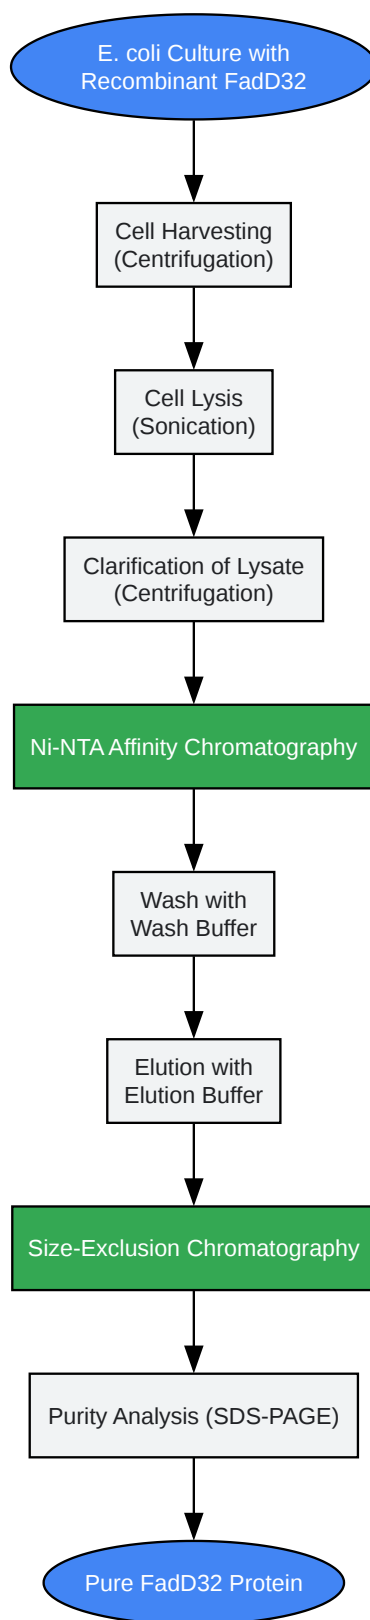 E. coli Culture with
Recombinant FadD32
Cell Harvesting
(Centrifugation)
Cell Lysis
(Sonication)
Clarification of Lysate
(Centrifugation)
Ni-NTA Affinity Chromatography
Wash with
Wash Buffer
Elution with
Elution Buffer
Size-Exclusion Chromatography
Purity Analysis (SDS-PAGE)
Pure FadD32 Protein